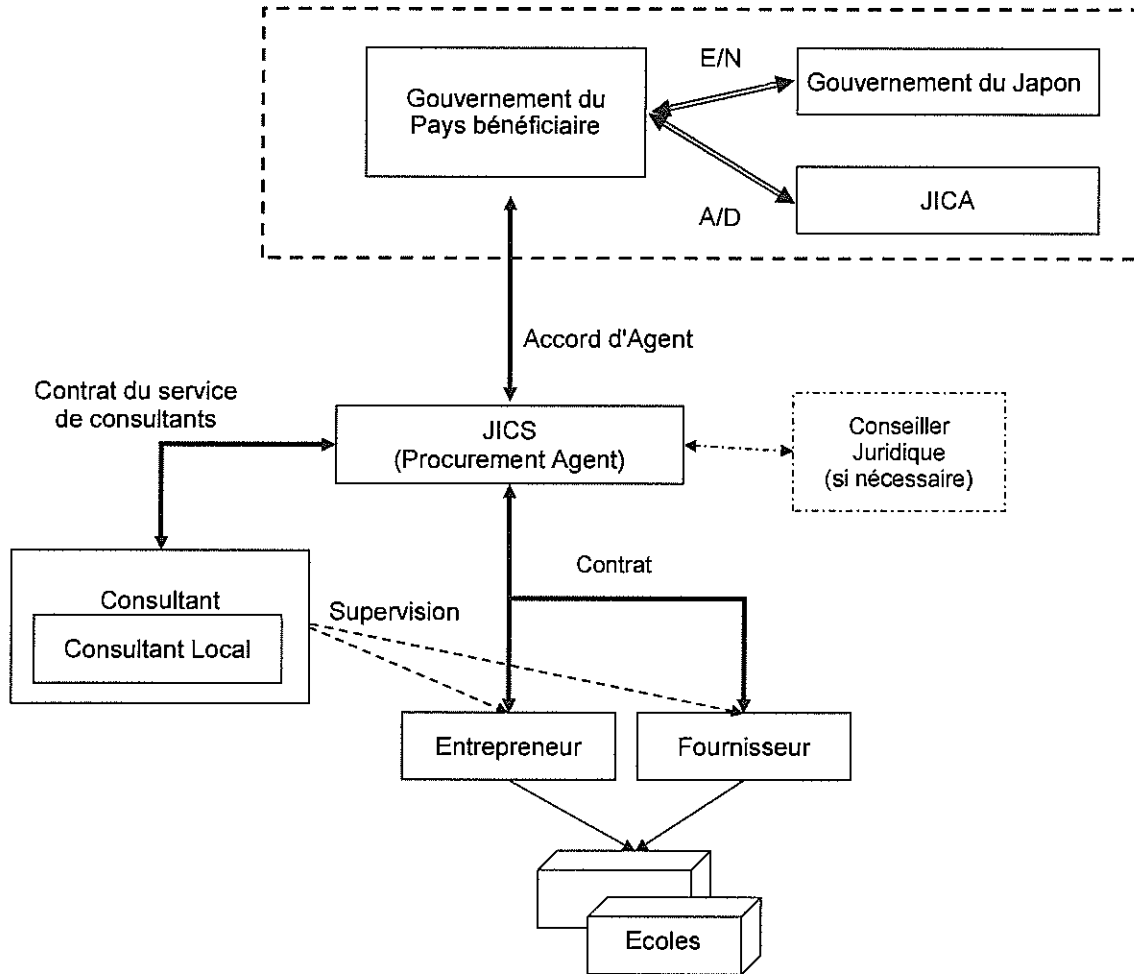 E/N
Gouvernement du
Pays bénéficiaire
Gouvernement du Japon
JICA
A/D
Accord d'Agent
Contrat du service
de consultants
JICS
(Procurement Agent)
Conseiller
Juridique
(si nécessaire)
Contrat
Consultant
Consultant Local
Supervision
Entrepreneur
Fournisseur
Ecoles